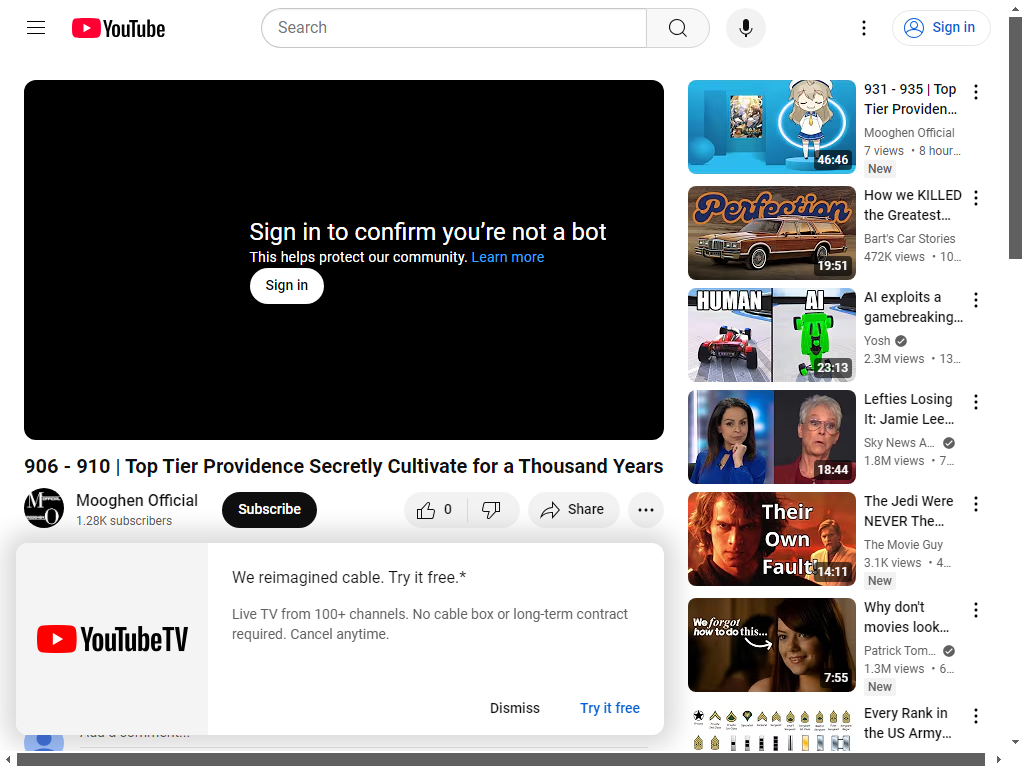 YouTube
Search
Sign in
Sign in to confirm you’re not a bot
This helps protect our community. Learn more
Sign in
906 - 910 | Top Tier Providence Secretly Cultivate for a Thousand Years
Mooghen Official
1.28K subscribers
Subscribe
0
Share
We reimagined cable. Try it free.*
Live TV from 100+ channels. No cable box or long-term contract
required. Cancel anytime.
YouTubeTV
Dismiss
Try it free
Add a comment...
46:46
931 - 935 | Top
Tier Providen...
Mooghen Official
7 views • 8 hour...
New
Perfection
19:51
How we KILLED
the Greatest...
Bart's Car Stories
472K views • 10...
HUMAN
AI
23:13
AI exploits a
gamebreaking...
Yosh
2.3M views • 13...
18:44
Lefties Losing
It: Jamie Lee...
Sky News A...
1.8M views • 7...
Their
Own
Fault!
14:11
The Jedi Were
NEVER The...
The Movie Guy
3.1K views • 4...
New
We forgot
how to do this...
7:55
Why don't
movies look...
Patrick Tom...
1.3M views • 6...
New
Every Rank in
the US Army...